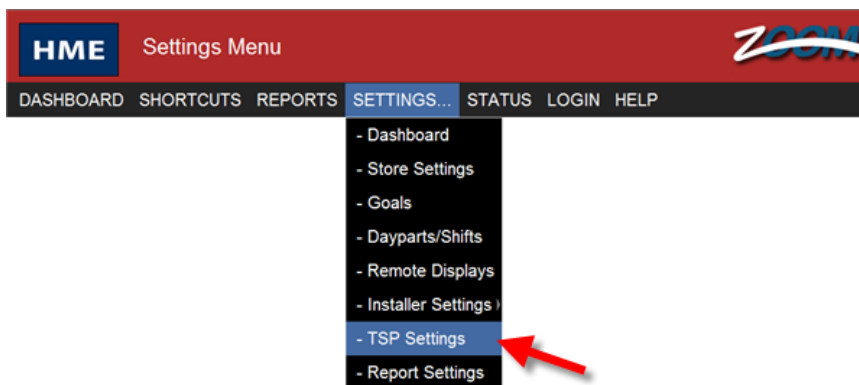 HME Settings Menu ZOOM
DASHBOARD SHORTCUTS REPORTS SETTINGS... STATUS LOGIN HELP
- Dashboard
- Store Settings
- Goals
- Dayparts/Shifts
- Remote Displays
- Installer Settings
- TSP Settings
- Report Settings